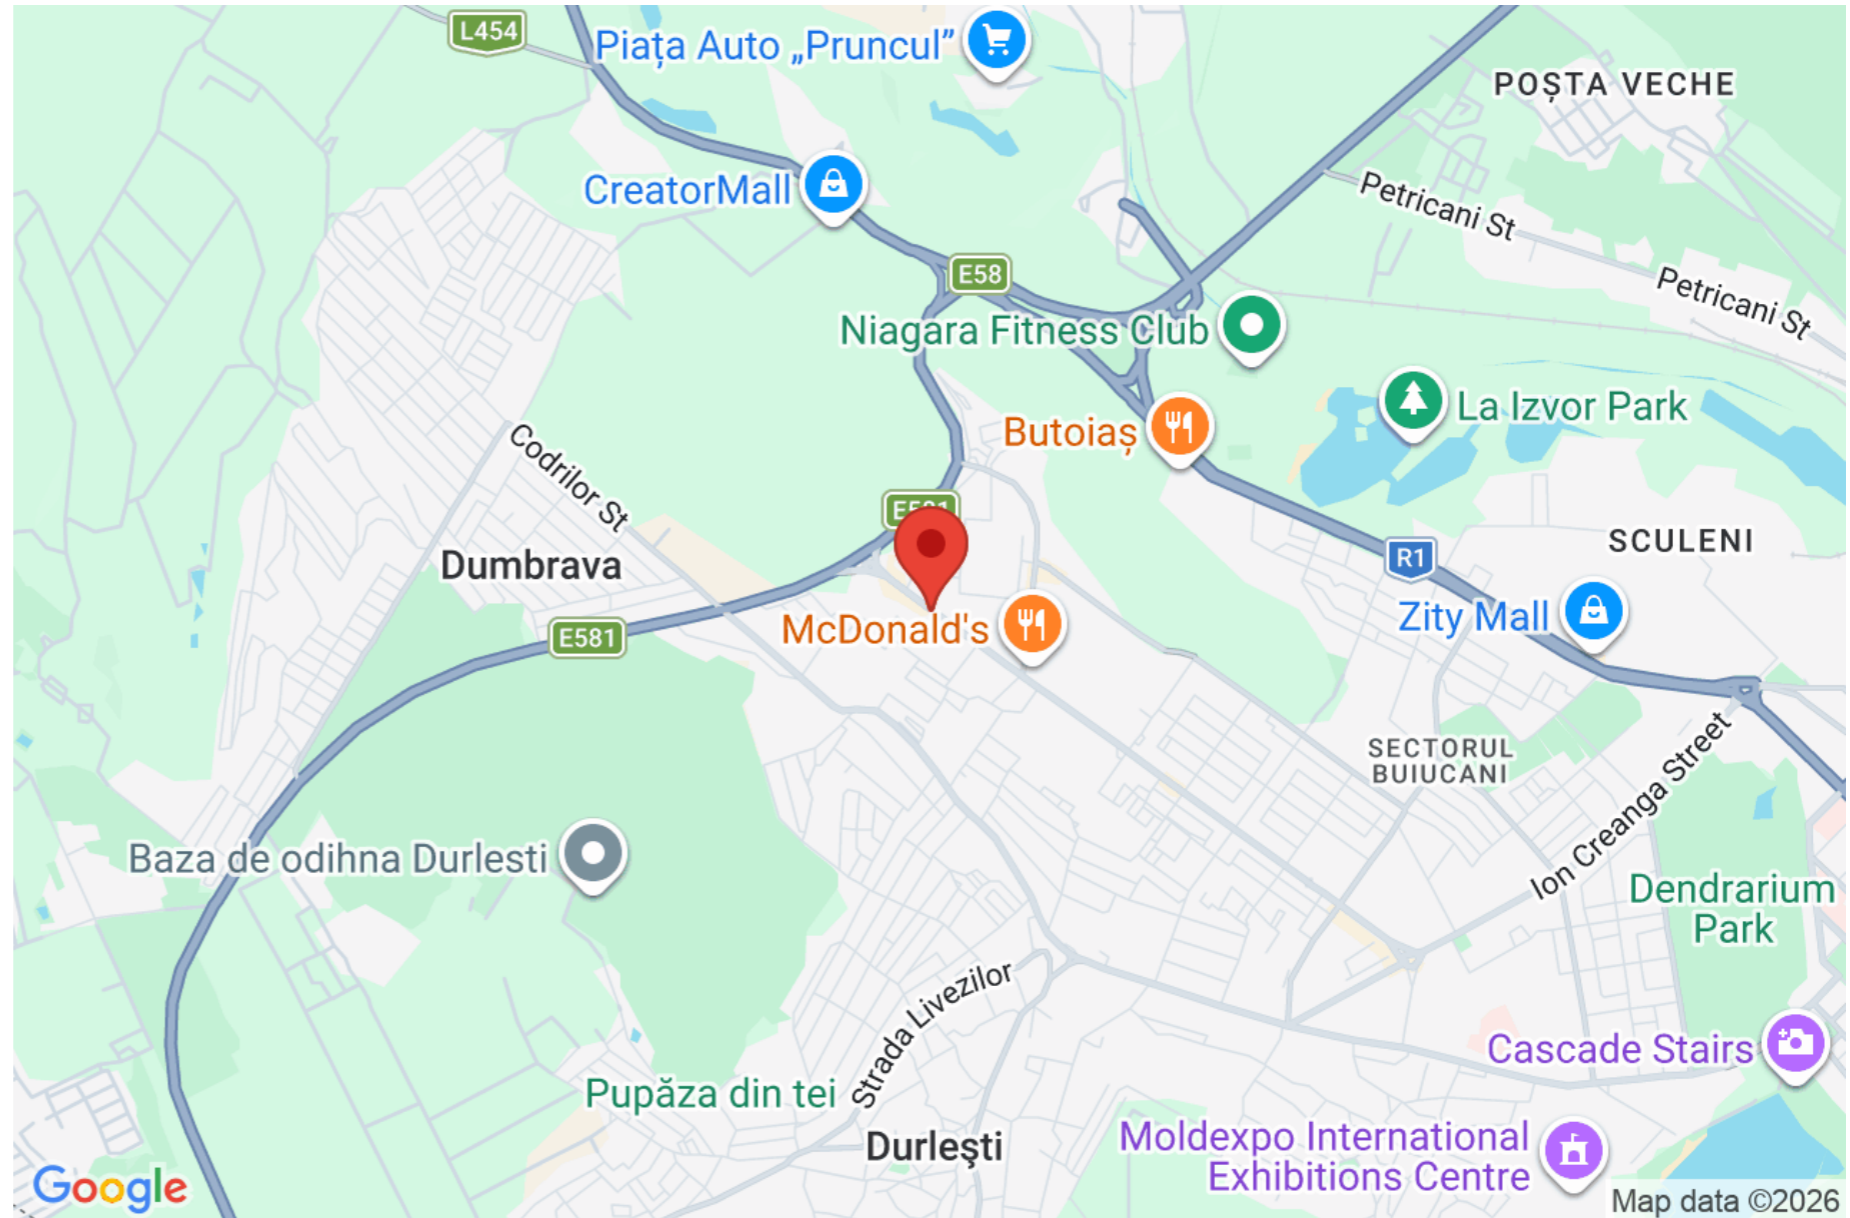 L454
Piața Auto „Pruncul”
POȘTA VECHE
CreatorMall
Petricani St
E58
Petricani St
Niagara Fitness Club
La Izvor Park
Butoiaș
Codrilor St
Dumbrava
SCULENI
R1
Zity Mall
McDonald's
E581
SECTORUL
BUIUCANI
Ion Creanga Street
Baza de odihna Durlesti
Dendrarium
Park
Strada Livezilor
Cascade Stairs
Pupăza din tei
Durleşti
Moldexpo International
Exhibitions Centre
Google
Map data ©2026